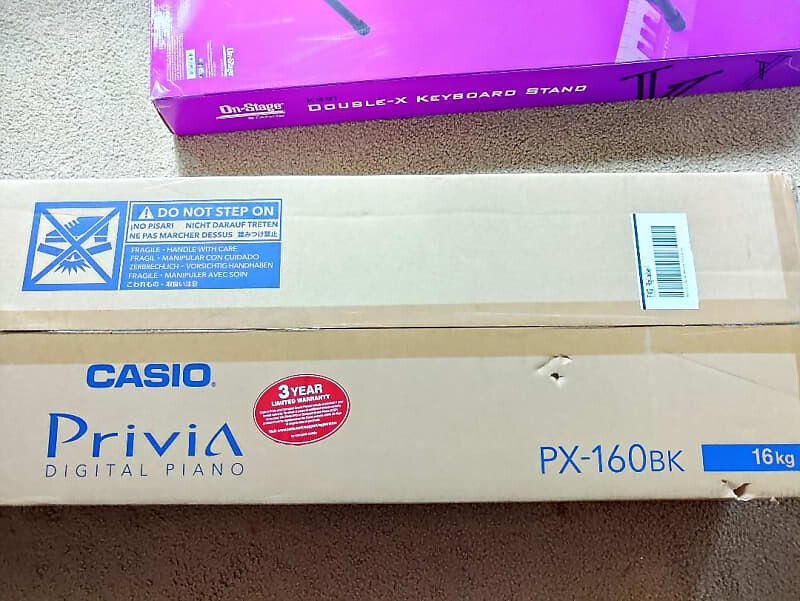 On-Stage
DOUBLE-X KEYBOARD STAND
On-Stage
DO NOT STEP ON
¡NO PISAR! NICHT DARAUF TRETEN
NE PAS MARCHER DESSUS 踏みつけ禁止
FRAGILE · HANDLE WITH CARE
FRAGIL · MANIPULAR CON CUIDADO
ZERBRECHLICH · VORSICHTIG HANDHABEN
FRAGILE · MANIPULER AVEC SOIN
こわれもの・取扱い注意
CASIO®
3 YEAR
LIMITED WARRANTY
Privia
DIGITAL PIANO
PX-160BK
16kg